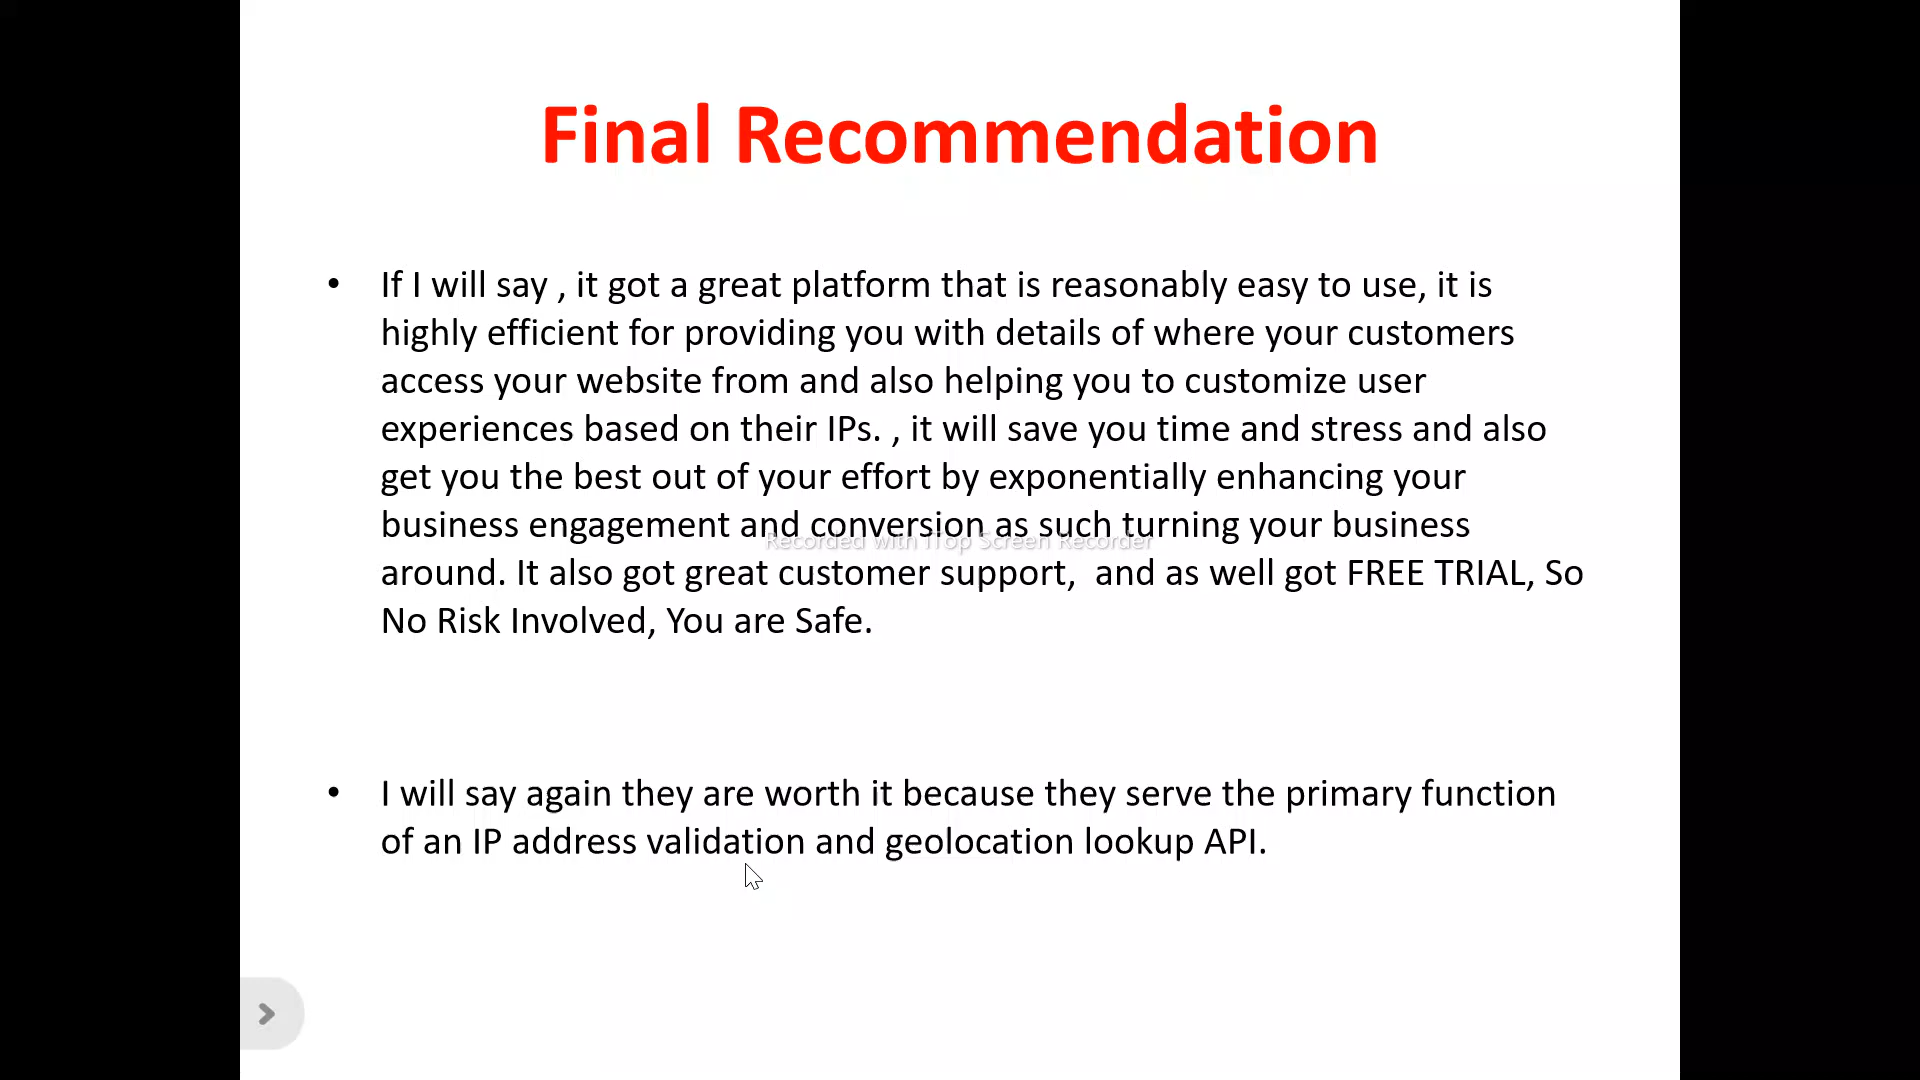 Final Recommendation
• If I will say , it got a great platform that is reasonably easy to use, it is
highly efficient for providing you with details of where your customers
access your website from and also helping you to customize user
experiences based on their IPs. , it will save you time and stress and also
get you the best out of your effort by exponentially enhancing your
business engagement and conversion as such turning your business
Recorded with iTop Screen Recorder
around. It also got great customer support,  and as well got FREE TRIAL, So
No Risk Involved, You are Safe.
• I will say again they are worth it because they serve the primary function
of an IP address validation and geolocation lookup API.